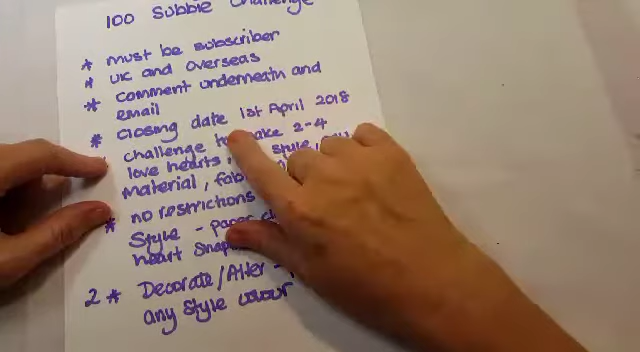 100 Subbie Challenge
* must be subscriber
* UK and Overseas
* comment underneath and
email
* closing date 1st April 2018
challenge to make 2-4
love hearts, style,
Material,
* no restrictions
Style - paper
heart
2 * Decorate/Alter -
any style colour